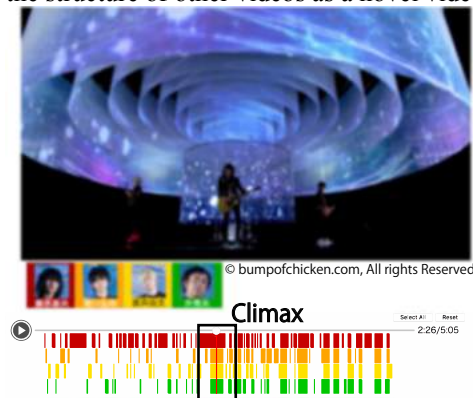 the structure of other videos as a novel vide
© bumpofchicken.com, All rights Reserved
Climax
Select All Reset
2:26/5:05